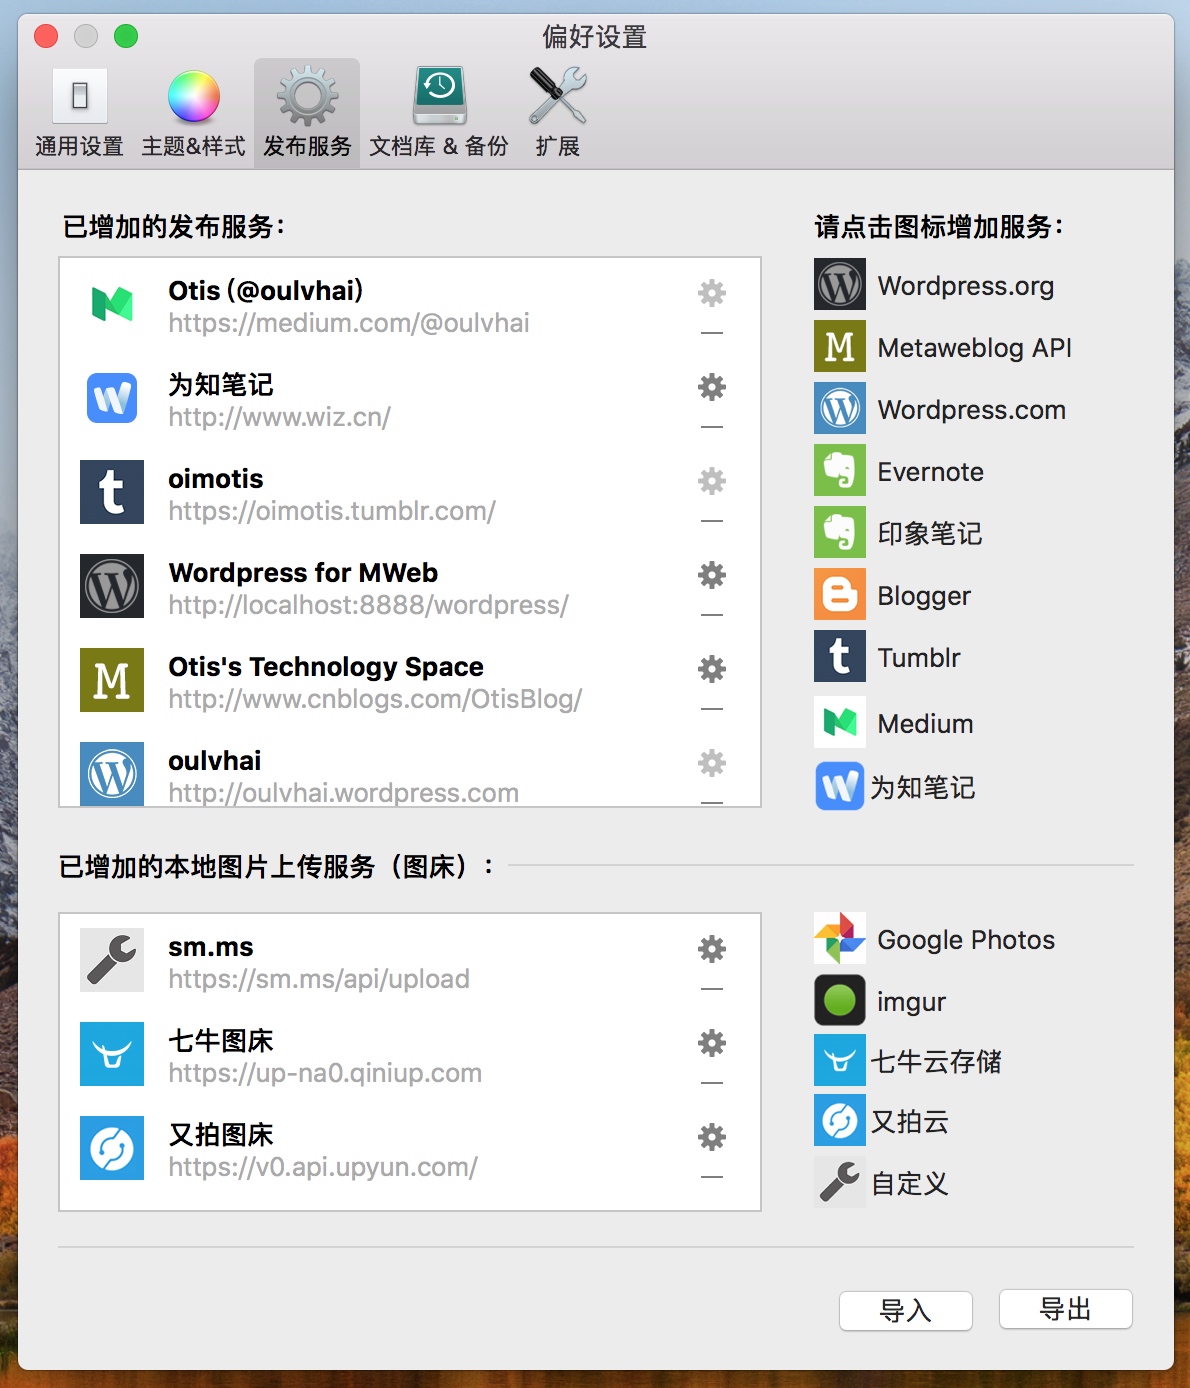 偏好设置
通用设置
主题&样式
发布服务
文档库 & 备份
扩展
已增加的发布服务：
Otis (@oulvhai)
https://medium.com/@oulvhai
为知笔记
http://www.wiz.cn/
oimotis
https://oimotis.tumblr.com/
Wordpress for MWeb
http://localhost:8888/wordpress/
Otis's Technology Space
http://www.cnblogs.com/OtisBlog/
oulvhai
http://oulvhai.wordpress.com
请点击图标增加服务：
Wordpress.org
Metaweblog API
Wordpress.com
Evernote
印象笔记
Blogger
Tumblr
Medium
为知笔记
已增加的本地图片上传服务（图床）：
sm.ms
https://sm.ms/api/upload
七牛图床
https://up-na0.qiniup.com
又拍图床
https://v0.api.upyun.com/
Google Photos
imgur
七牛云存储
又拍云
自定义
导入
导出